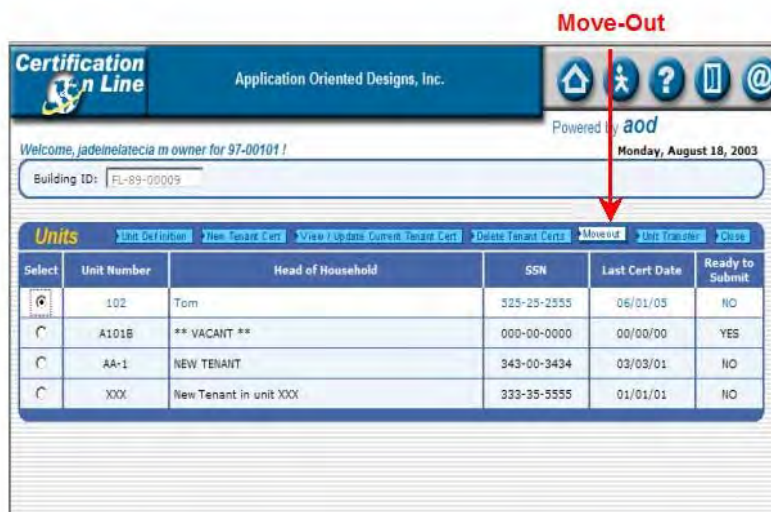 Move-Out
Certification
On Line
Application Oriented Designs, Inc.
Powered by aod
Welcome, jadeinelatecia m owner for 97-00101 !
Monday, August 18, 2003
Building ID: FL-89-00009
Units
Unit Definition
New Tenant Cert
View / Update Current Tenant Cert
Delete Tenant Certs
Moveout
Unit Transfer
Close
Select Unit Number Head of Household SSN Last Cert Date Ready to Submit
102 Tom 525-25-2555 06/01/05 NO
A101B ** VACANT ** 000-00-0000 00/00/00 YES
AA-1 NEW TENANT 343-00-3434 03/03/01 NO
XXX New Tenant in unit XXX 333-35-5555 01/01/01 NO